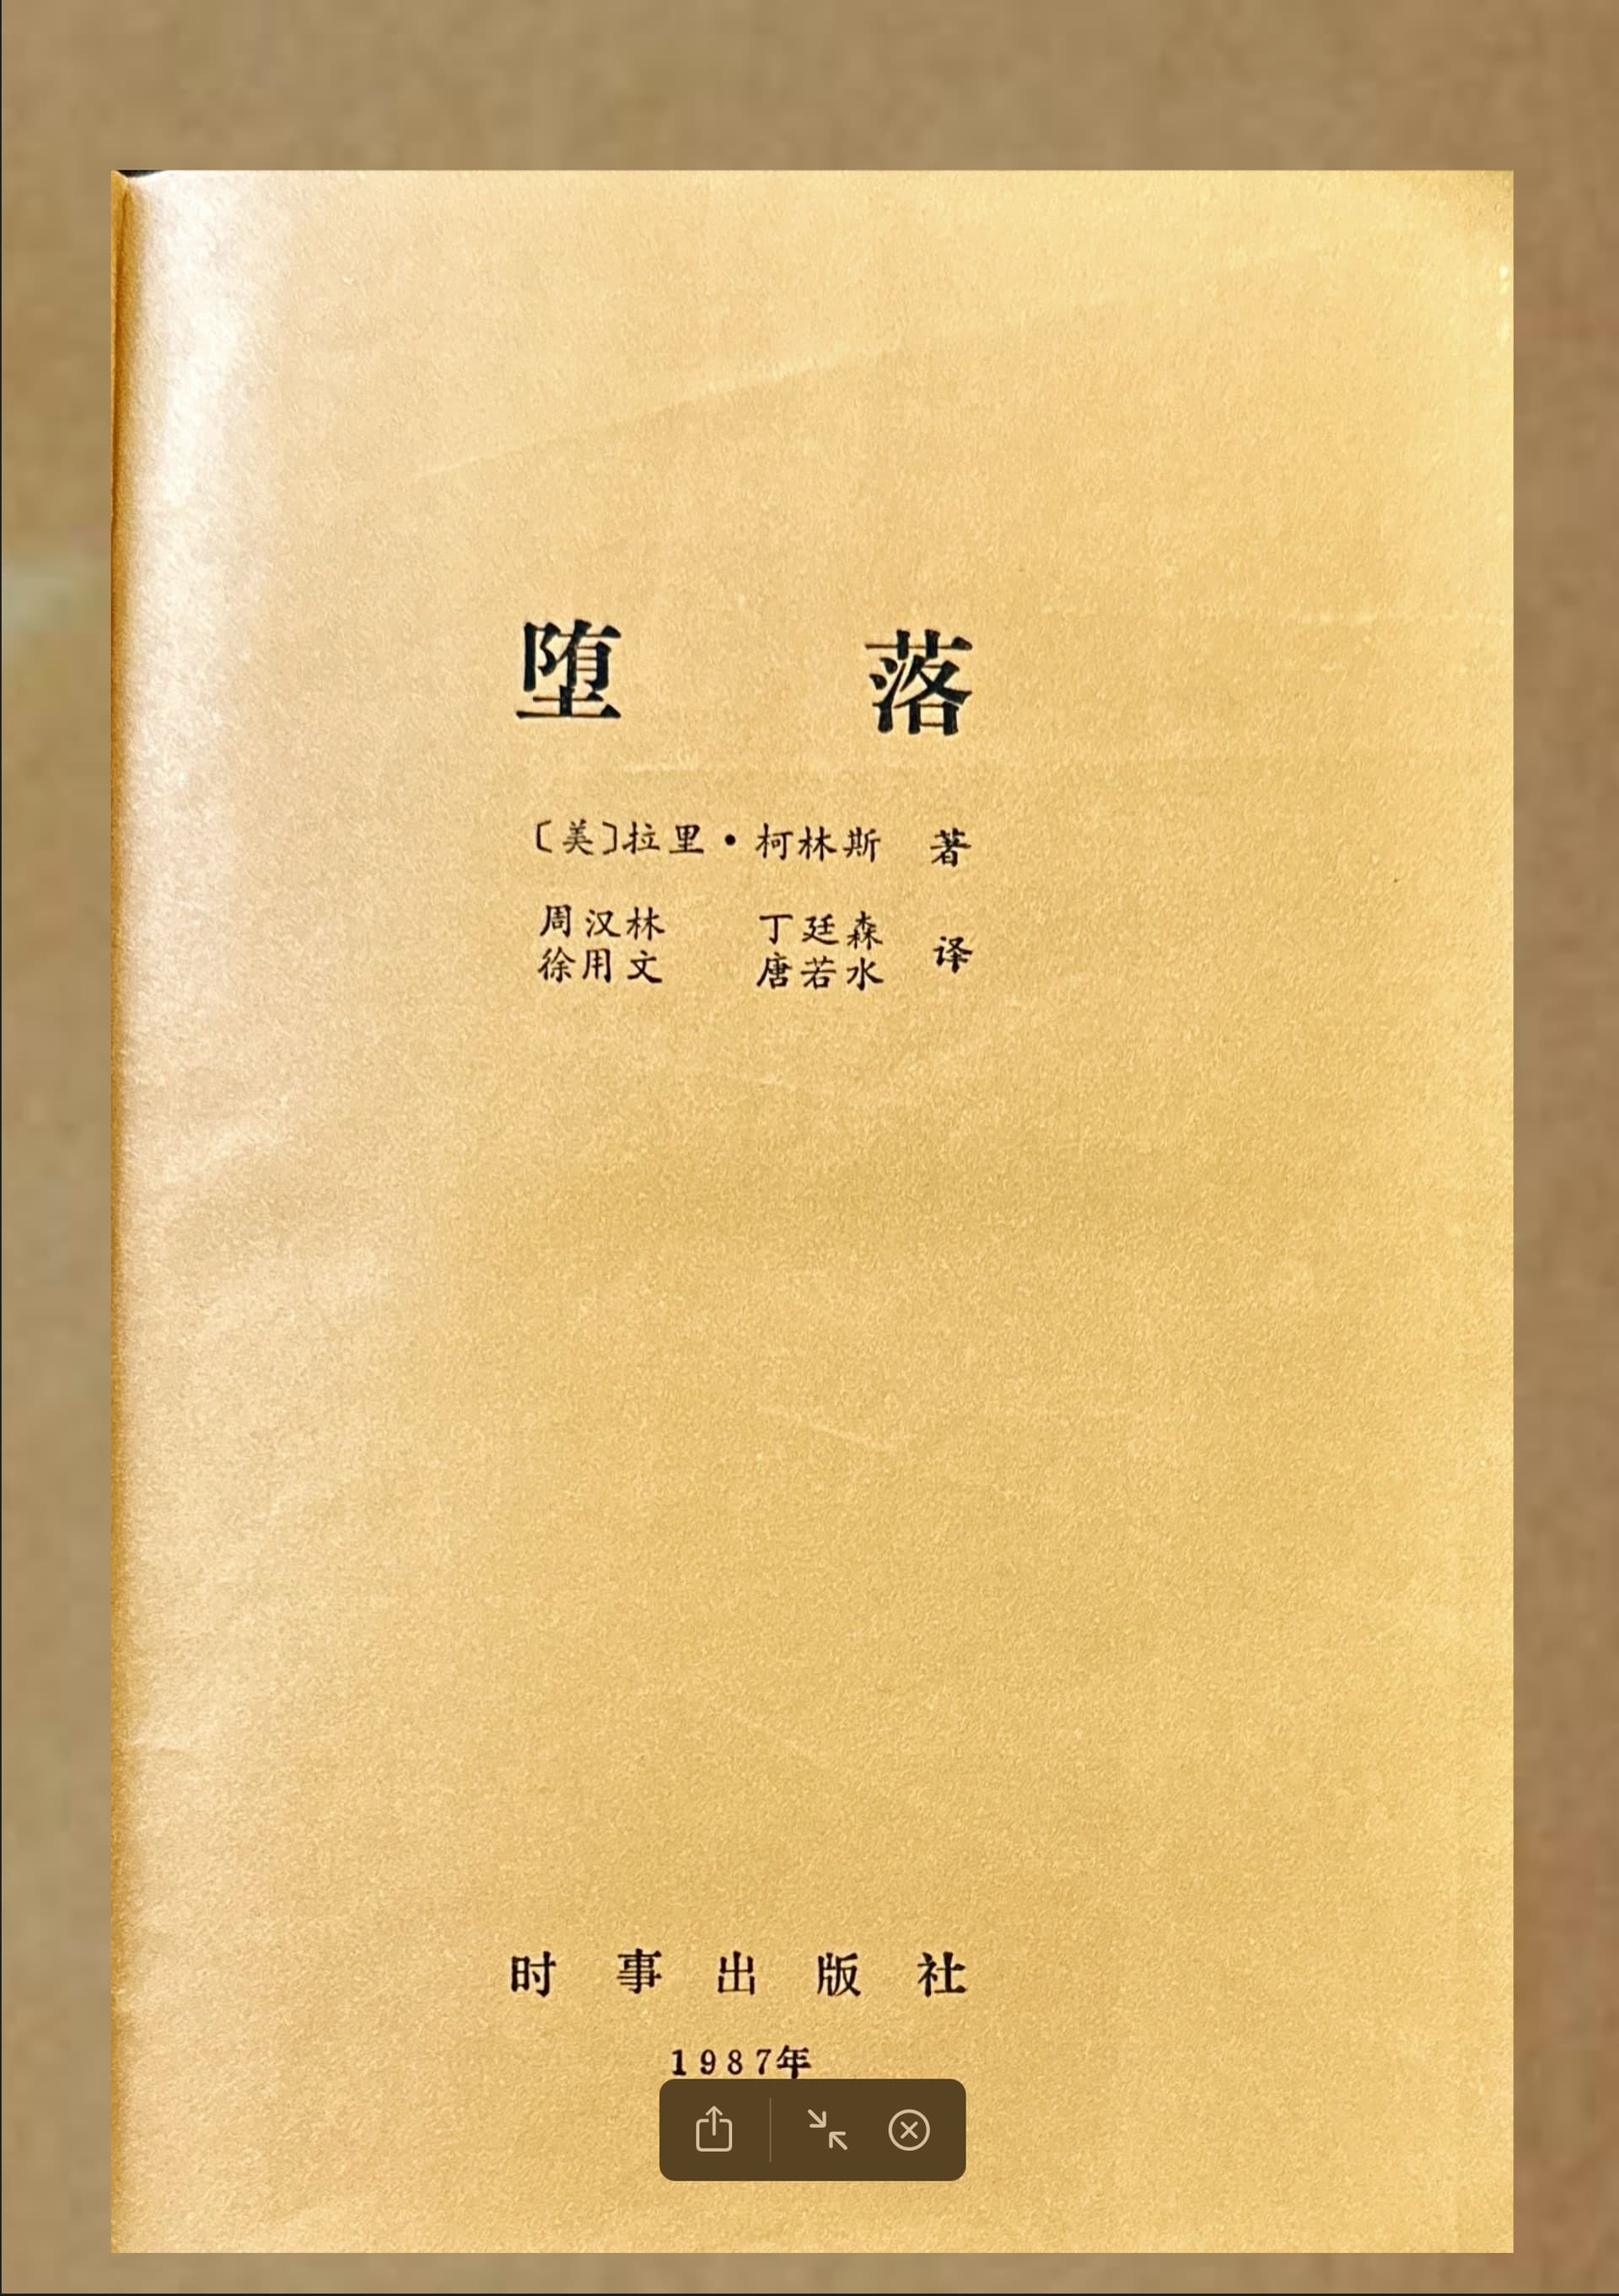 堕落
〔美〕拉里·柯林斯 著
周汉林 丁廷森
徐用文 唐若水 译
时事出版社
1987年